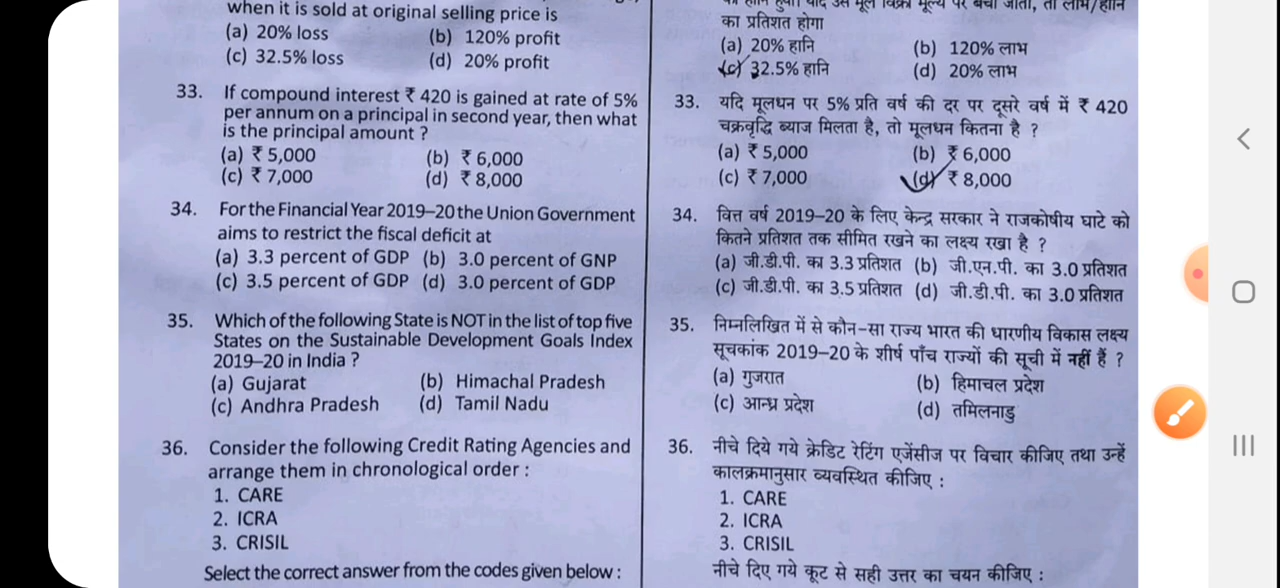 when it is sold at original selling price is
(a) 20% loss (b) 120% profit
(c) 32.5% loss (d) 20% profit
33. If compound interest ₹ 420 is gained at rate of 5%
per annum on a principal in second year, then what
is the principal amount ?
(a) ₹ 5,000 (b) ₹ 6,000
(c) ₹ 7,000 (d) ₹ 8,000
34. For the Financial Year 2019–20 the Union Government
aims to restrict the fiscal deficit at
(a) 3.3 percent of GDP (b) 3.0 percent of GNP
(c) 3.5 percent of GDP (d) 3.0 percent of GDP
35. Which of the following State is NOT in the list of top five
States on the Sustainable Development Goals Index
2019–20 in India ?
(a) Gujarat (b) Himachal Pradesh
(c) Andhra Pradesh (d) Tamil Nadu
36. Consider the following Credit Rating Agencies and
arrange them in chronological order :
1. CARE
2. ICRA
3. CRISIL
Select the correct answer from the codes given below :
का प्रतिशत होगा
(a) 20% हानि (b) 120% लाभ
(c) 32.5% हानि (d) 20% लाभ
33. यदि मूलधन पर 5% प्रति वर्ष की दर पर दूसरे वर्ष में ₹ 420
चक्रवृद्धि ब्याज मिलता है, तो मूलधन कितना है ?
(a) ₹ 5,000 (b) ₹ 6,000
(c) ₹ 7,000 (d) ₹ 8,000
34. वित्त वर्ष 2019–20 के लिए केन्द्र सरकार ने राजकोषीय घाटे को
कितने प्रतिशत तक सीमित रखने का लक्ष्य रखा है ?
(a) जी.डी.पी. का 3.3 प्रतिशत (b) जी.एन.पी. का 3.0 प्रतिशत
(c) जी.डी.पी. का 3.5 प्रतिशत (d) जी.डी.पी. का 3.0 प्रतिशत
35. निम्नलिखित में से कौन-सा राज्य भारत की धारणीय विकास लक्ष्य
सूचकांक 2019–20 के शीर्ष पाँच राज्यों की सूची में नहीं हैं ?
(a) गुजरात (b) हिमाचल प्रदेश
(c) आन्ध्र प्रदेश (d) तमिलनाडु
36. नीचे दिये गये क्रेडिट रेटिंग एजेंसीज पर विचार कीजिए तथा उन्हें
कालक्रमानुसार व्यवस्थित कीजिए :
1. CARE
2. ICRA
3. CRISIL
नीचे दिए गये कूट से सही उत्तर का चयन कीजिए :